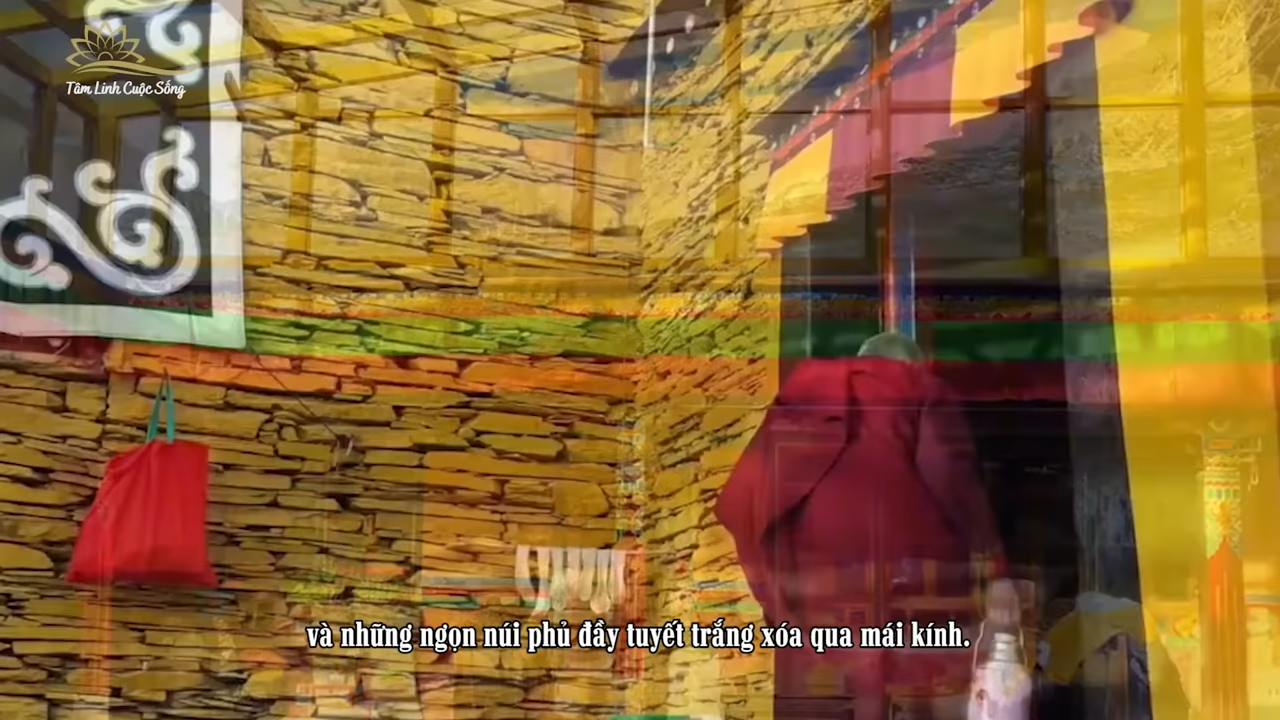 Tâm Linh Cuộc Sống
và những ngọn núi phủ đầy tuyết trắng xóa qua mái kính.